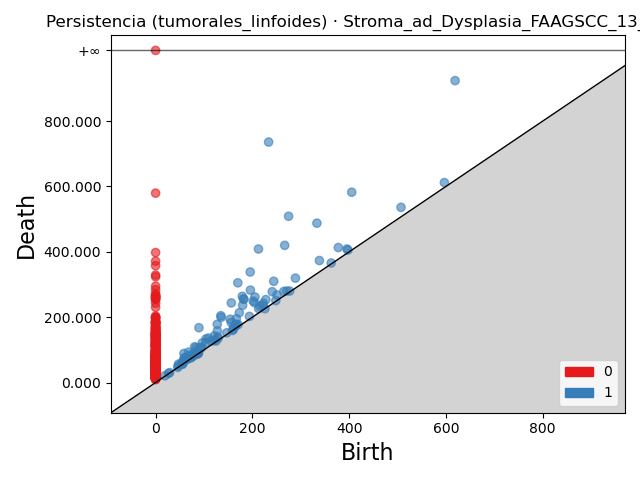 Persistencia (tumorales_linfoides) · Stroma_ad_Dysplasia_FAAGSCC_13_
+∞
800.000
600.000
400.000
200.000
0.000
Death
0
1
0 200 400 600 800
Birth